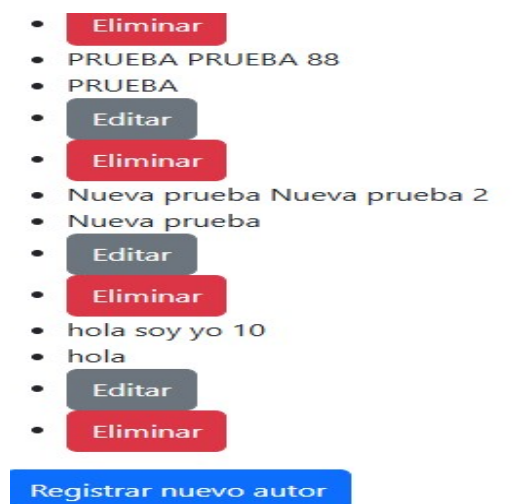 Eliminar
PRUEBA PRUEBA 88
PRUEBA
Editar
Eliminar
Nueva prueba Nueva prueba 2
Nueva prueba
Editar
Eliminar
hola soy yo 10
hola
Editar
Eliminar
Registrar nuevo autor